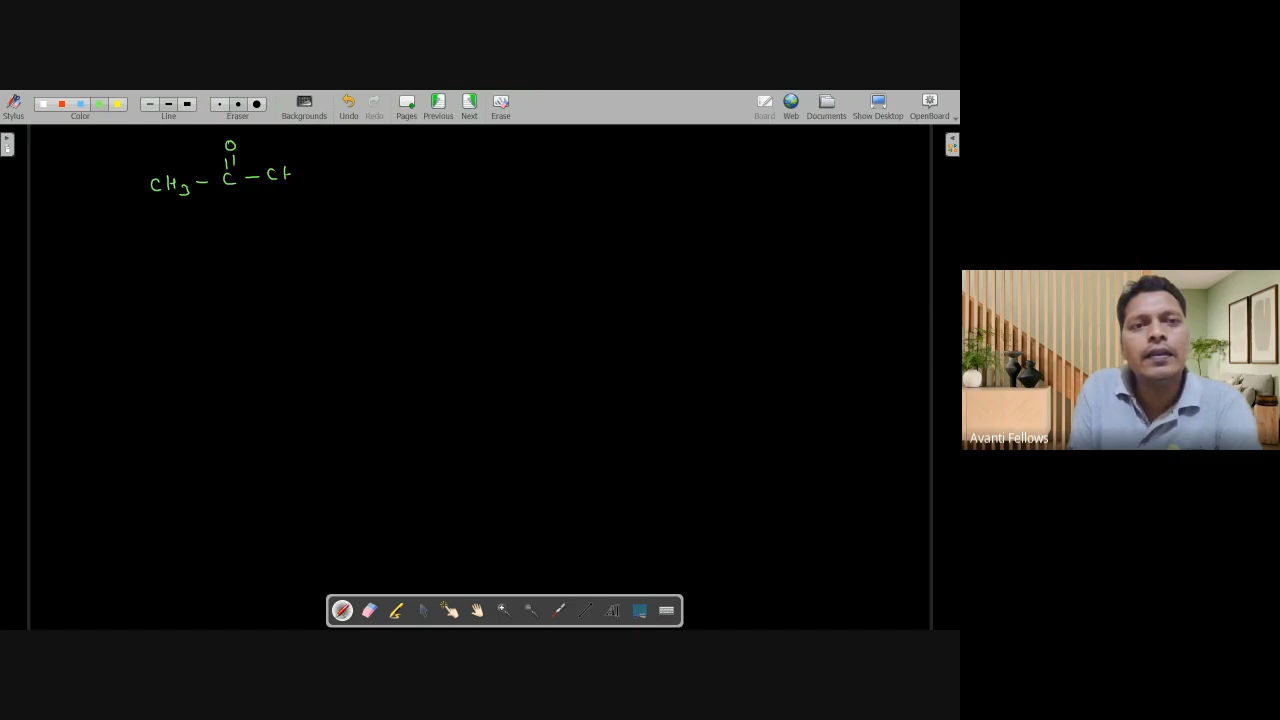 Stylus
Color
Line
Eraser
Backgrounds
Undo
Redo
Pages
Previous
Next
Erase
Board
Web
Documents
Show Desktop
OpenBoard
O
||
CH3 – C – CH
Avanti Fellows